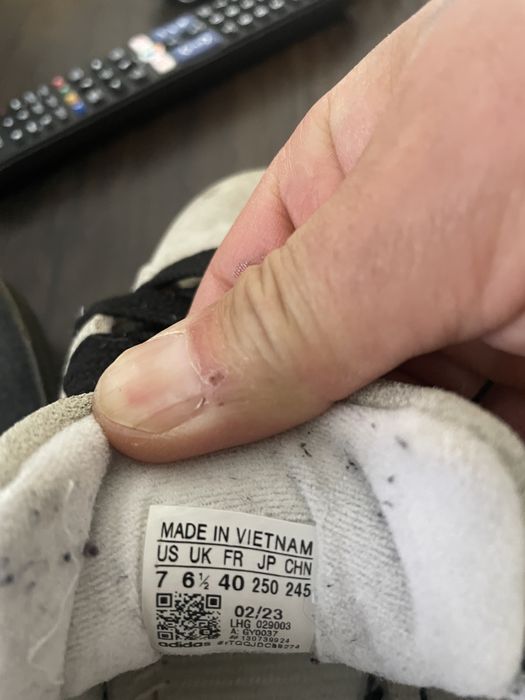 MADE IN VIETNAM
US UK FR JP CHN
7 6½ 40 250 245
02/23
LHG 029003
A: GY0037
adidas